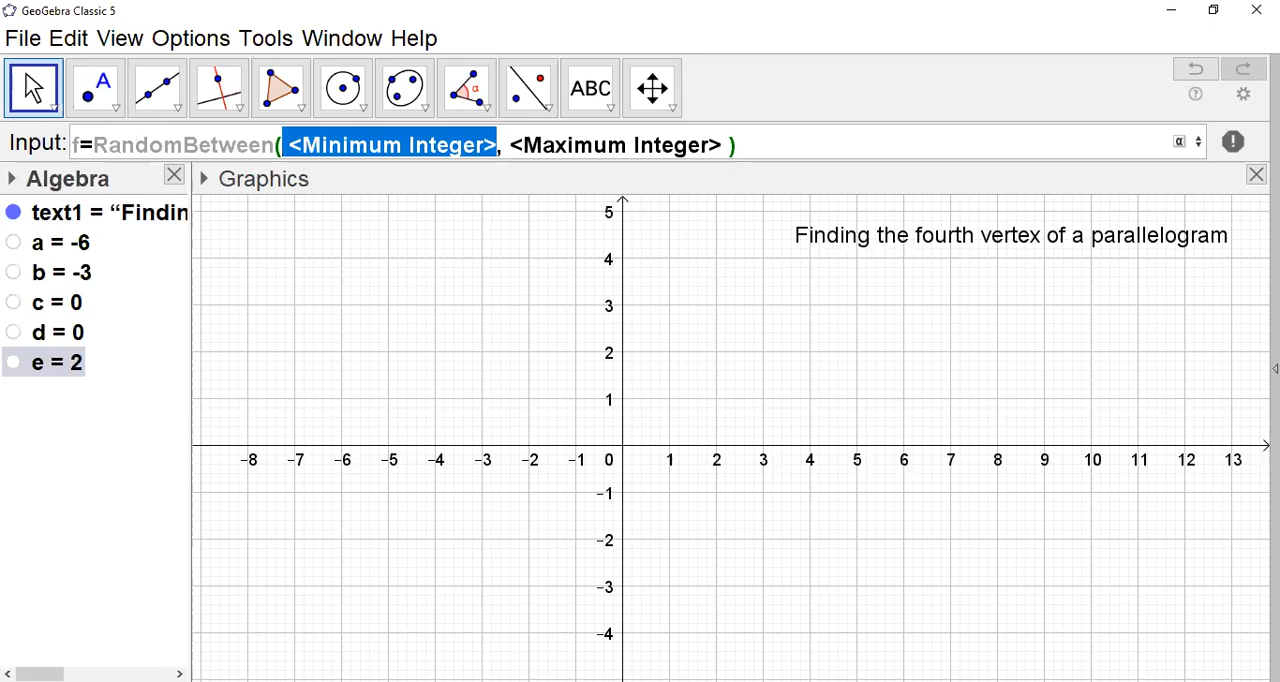 GeoGebra Classic 5
File Edit View Options Tools Window Help
A
α
ABC
Input: f=RandomBetween( <Minimum Integer>, <Maximum Integer> )
α
Algebra
Graphics
text1 = “Findin
a = -6
b = -3
c = 0
d = 0
e = 2
Finding the fourth vertex of a parallelogram
5
4
3
2
1
−8 −7 −6 −5 −4 −3 −2 −1 0 1 2 3 4 5 6 7 8 9 10 11 12 13
−1
−2
−3
−4